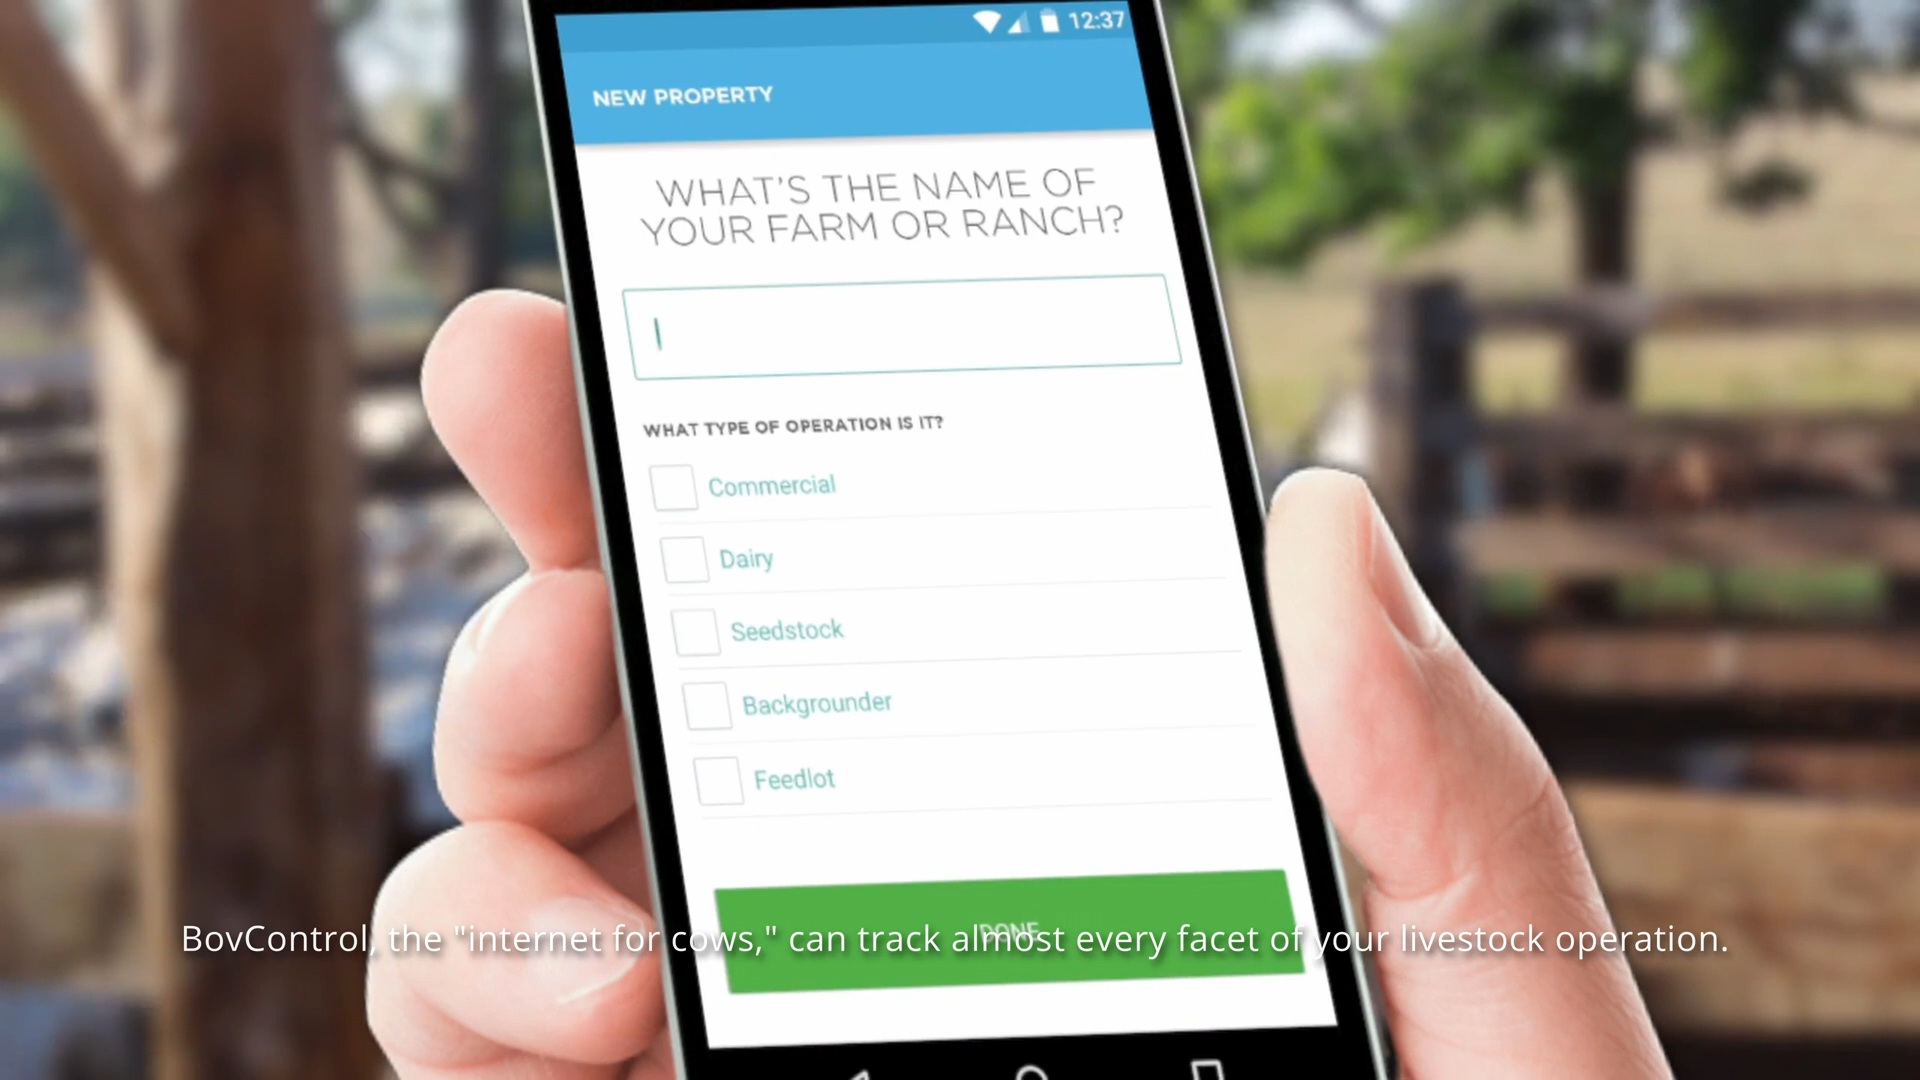 12:37
NEW PROPERTY
WHAT'S THE NAME OF
YOUR FARM OR RANCH?
WHAT TYPE OF OPERATION IS IT?
Commercial
Dairy
Seedstock
Backgrounder
Feedlot
DONE
BovControl, the "internet for cows," can track almost every facet of your livestock operation.